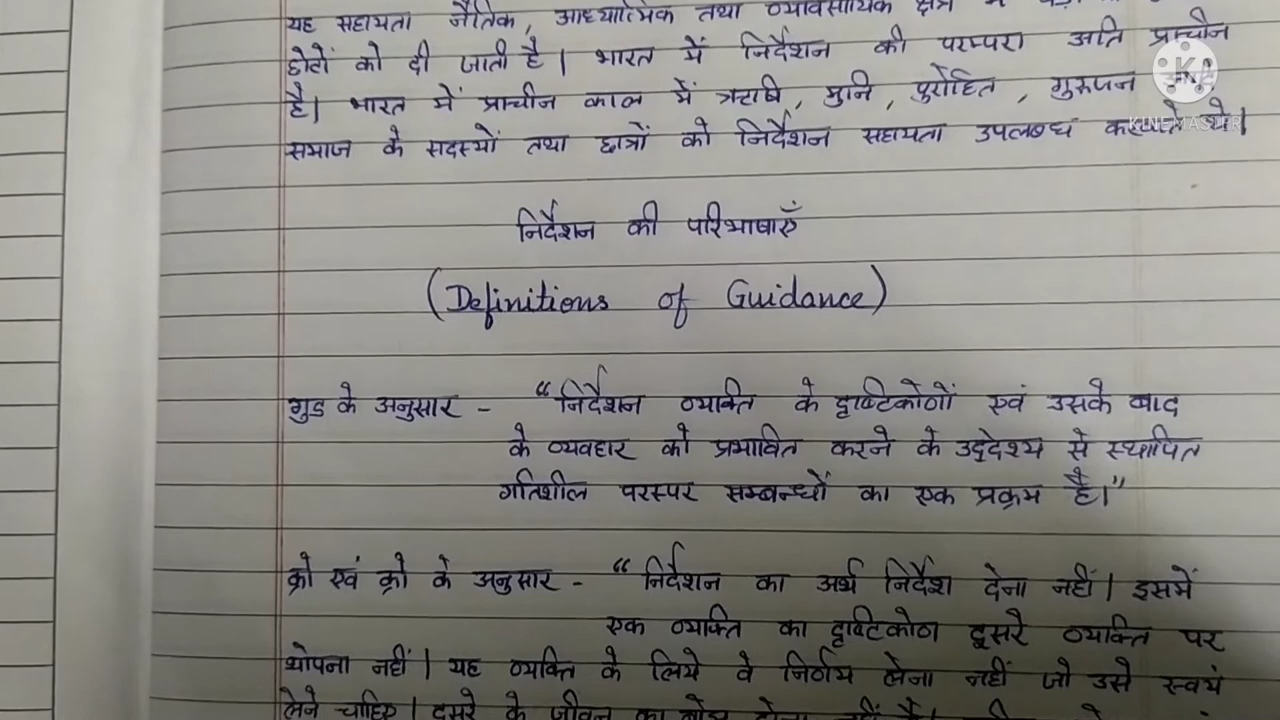 यह सहायता नैतिक, आध्यात्मिक तथा व्यावसायिक क्षेत्र में
छोटों को दी जाती है। भारत में निर्देशन की परम्परा अति प्राचीन
है। भारत में प्राचीन काल में ऋषि, मुनि, पुरोहित, गुरुजन
समाज के सदस्यों तथा छात्रों को निर्देशन सहायता उपलब्ध थे।
KINEMASTER
निर्देशन की परिभाषाएँ
(Definitions of Guidance)
गुड के अनुसार - “निर्देशन व्यक्ति के दृष्टिकोणों एवं उसके बाद
के व्यवहार को प्रभावित करने के उद्देश्य से स्थापित
गतिशील परस्पर सम्बन्धों का एक प्रक्रम है।”
क्रो एवं क्रो के अनुसार - “निर्देशन का अर्थ निर्देश देना नहीं। इसमें
एक व्यक्ति का दृष्टिकोण दूसरे व्यक्ति पर
थोपना नहीं। यह व्यक्ति के लिये वे निर्णय लेना नहीं जो उसे स्वयं
लेने चाहिए। दूसरे के जीवन का